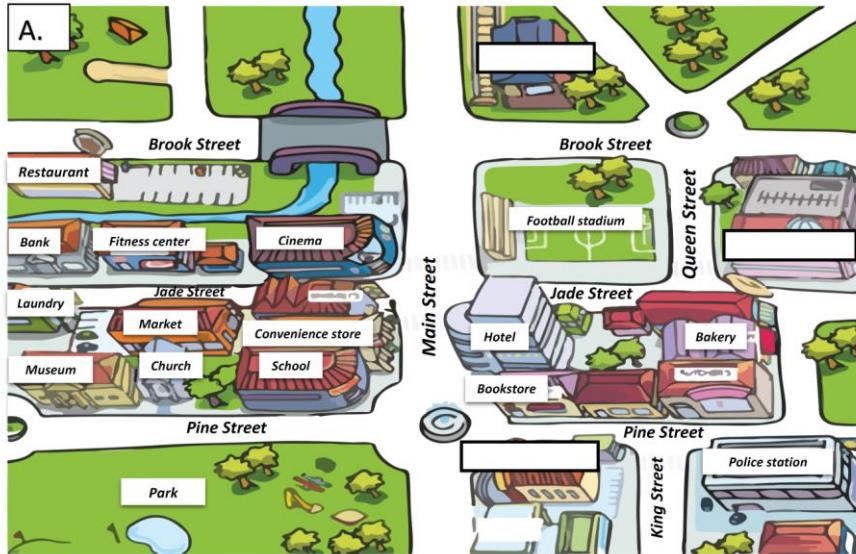 A.
Brook Street
Brook Street
Restaurant
Football stadium
Queen Street
Bank
Fitness center
Cinema
Main Street
Jade Street
Jade Street
Laundry
Market
Convenience store
Hotel
Bakery
Museum
Church
School
Bookstore
Pine Street
Pine Street
Police station
Park
King Street